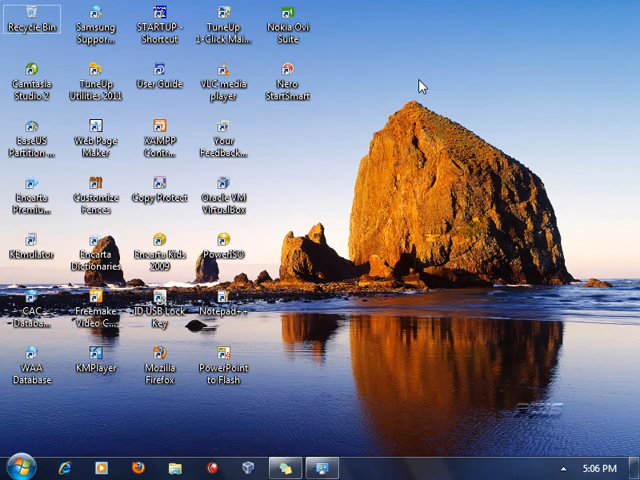 Recycle Bin
Samsung
Suppor...
STARTUP -
Shortcut
TuneUp
1-Click Mai...
Nokia Ovi
Suite
Camtasia
Studio 2
TuneUp
Utilities 2011
User Guide
VLC media
player
Nero
StartSmart
EaseUS
Partition ...
Web Page
Maker
XAMPP
Contr...
Your
Feedback...
Encarta
Premiu...
Customize
Fences
Copy Protect
Oracle VM
VirtualBox
KEmulator
Encarta
Dictionaries
Encarta Kids
2009
PowerISO
CAC
Databa...
Freemake
Video C...
ID USB Lock
Key
Notepad++
WAA
Database
KMPlayer
Mozilla
Firefox
PowerPoint
to Flash
5:06 PM